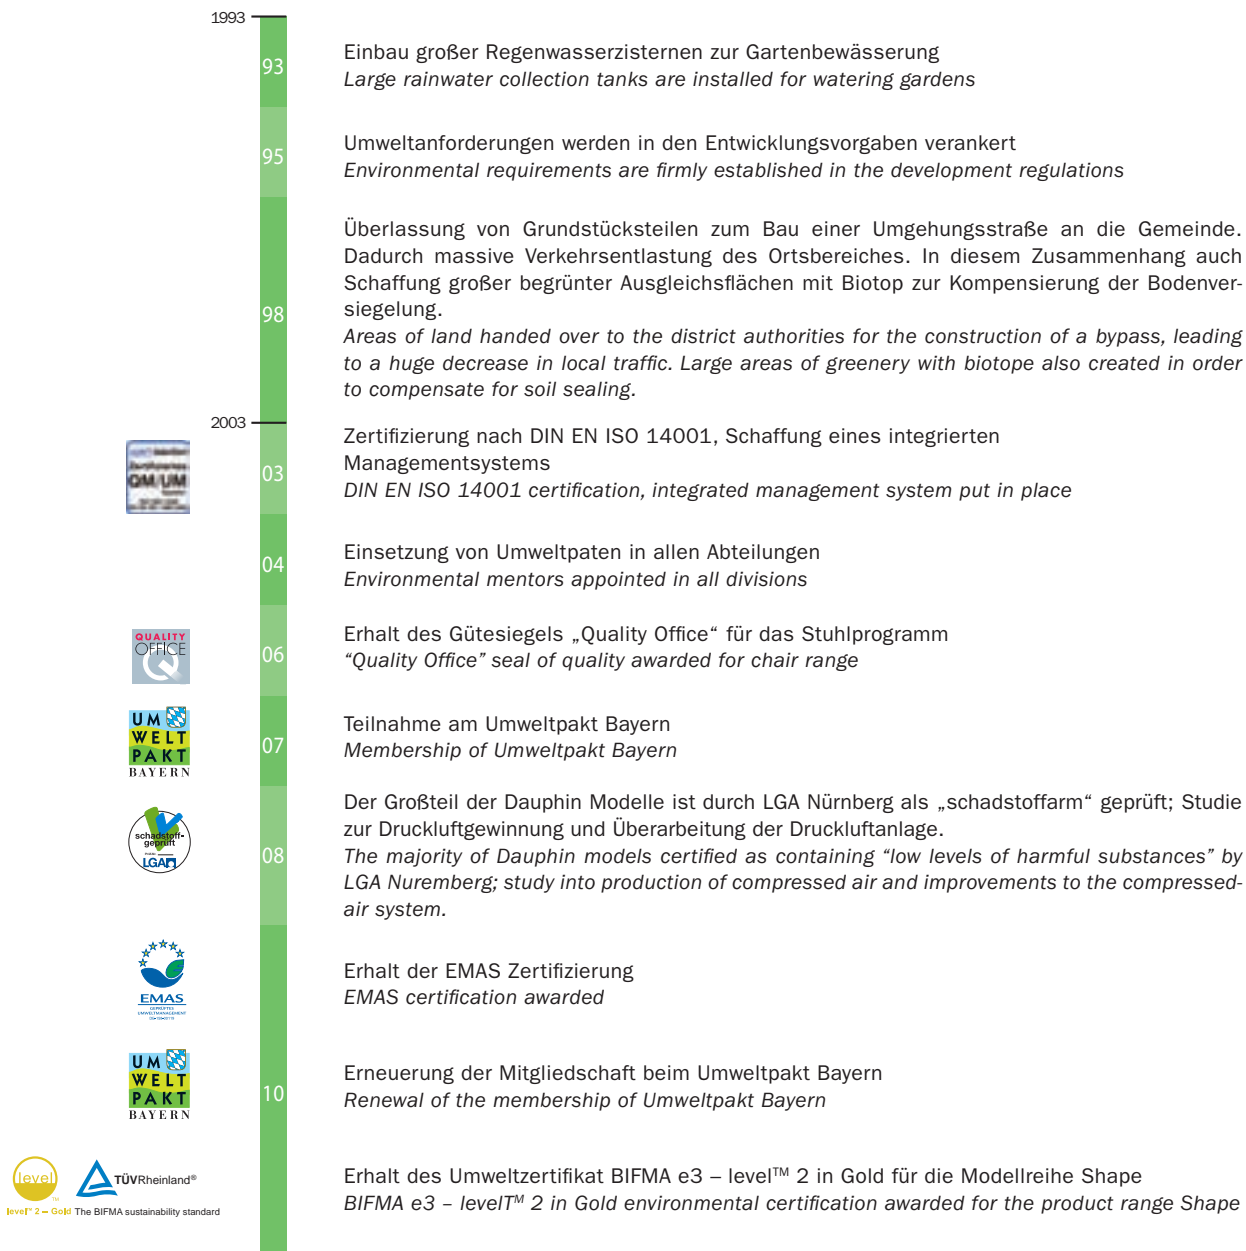 1993
93
Einbau großer Regenwasserzisternen zur Gartenbewässerung
Large rainwater collection tanks are installed for watering gardens
95
Umweltanforderungen werden in den Entwicklungsvorgaben verankert
Environmental requirements are firmly established in the development regulations
98
Überlassung von Grundstücksteilen zum Bau einer Umgehungsstraße an die Gemeinde.
Dadurch massive Verkehrsentlastung des Ortsbereiches. In diesem Zusammenhang auch
Schaffung großer begrünter Ausgleichsflächen mit Biotop zur Kompensierung der Bodenver-
siegelung.
Areas of land handed over to the district authorities for the construction of a bypass, leading
to a huge decrease in local traffic. Large areas of greenery with biotope also created in order
to compensate for soil sealing.
2003
QM/UM
03
Zertifizierung nach DIN EN ISO 14001, Schaffung eines integrierten
Managementsystems
DIN EN ISO 14001 certification, integrated management system put in place
04
Einsetzung von Umweltpaten in allen Abteilungen
Environmental mentors appointed in all divisions
QUALITY
OFFICE
06
Erhalt des Gütesiegels „Quality Office“ für das Stuhlprogramm
“Quality Office” seal of quality awarded for chair range
UM
WELT
PAKT
BAYERN
07
Teilnahme am Umweltpakt Bayern
Membership of Umweltpakt Bayern
schadstoff-
geprüft
LGA
08
Der Großteil der Dauphin Modelle ist durch LGA Nürnberg als „schadstoffarm“ geprüft; Studie
zur Druckluftgewinnung und Überarbeitung der Druckluftanlage.
The majority of Dauphin models certified as containing “low levels of harmful substances” by
LGA Nuremberg; study into production of compressed air and improvements to the compressed-
air system.
EMAS
GEPRÜFTES
UMWELTMANAGEMENT
Erhalt der EMAS Zertifizierung
EMAS certification awarded
UM
WELT
PAKT
BAYERN
10
Erneuerung der Mitgliedschaft beim Umweltpakt Bayern
Renewal of the membership of Umweltpakt Bayern
level
TM
level™ 2 – Gold
TÜVRheinland®
The BIFMA sustainability standard
Erhalt des Umweltzertifikat BIFMA e3 – level™ 2 in Gold für die Modellreihe Shape
BIFMA e3 – level™ 2 in Gold environmental certification awarded for the product range Shape